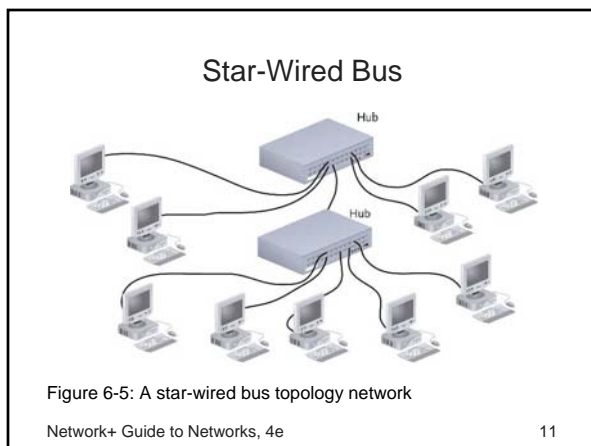 Star-Wired Bus
Hub
Hub
Figure 6-5: A star-wired bus topology network
Network+ Guide to Networks, 4e 11